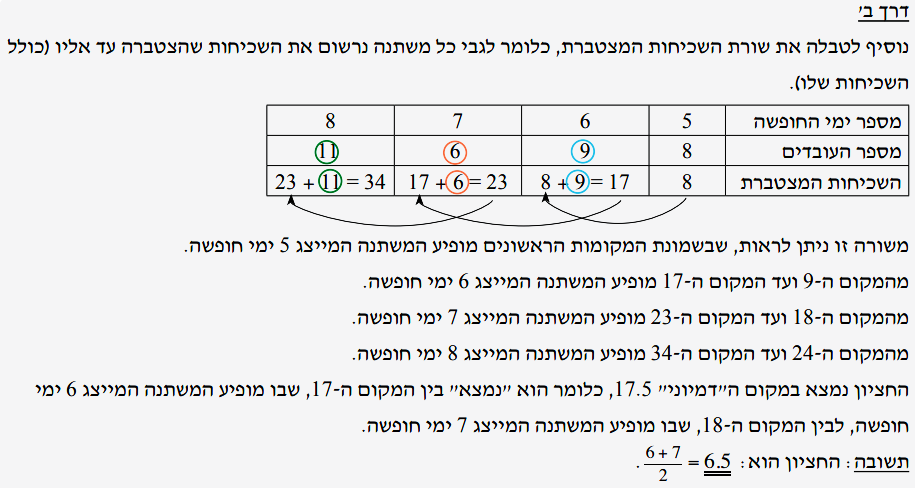 דרך ב'
נוסיף לטבלה את שורת השכיחות המצטברת, כלומר לגבי כל משתנה נרשום את השכיחות שהצטברה עד אליו (כולל
השכיחות שלו).
מספר ימי החופשה 5 6 7 8
מספר העובדים 8 9 6 11
השכיחות המצטברת 8 8 + 9 = 17 17 + 6 = 23 23 + 11 = 34
משורה זו ניתן לראות, שבשמונת המקומות הראשונים מופיע המשתנה המייצג 5 ימי חופשה.
מהמקום ה-9 ועד המקום ה-17 מופיע המשתנה המייצג 6 ימי חופשה.
מהמקום ה-18 ועד המקום ה-23 מופיע המשתנה המייצג 7 ימי חופשה.
מהמקום ה-24 ועד המקום ה-34 מופיע המשתנה המייצג 8 ימי חופשה.
החציון נמצא במקום ה"דמיוני" 17.5, כלומר הוא "נמצא" בין המקום ה-17, שבו מופיע המשתנה המייצג 6 ימי
חופשה, לבין המקום ה-18, שבו מופיע המשתנה המייצג 7 ימי חופשה.
תשובה: החציון הוא: (6 + 7)/2 = 6.5.